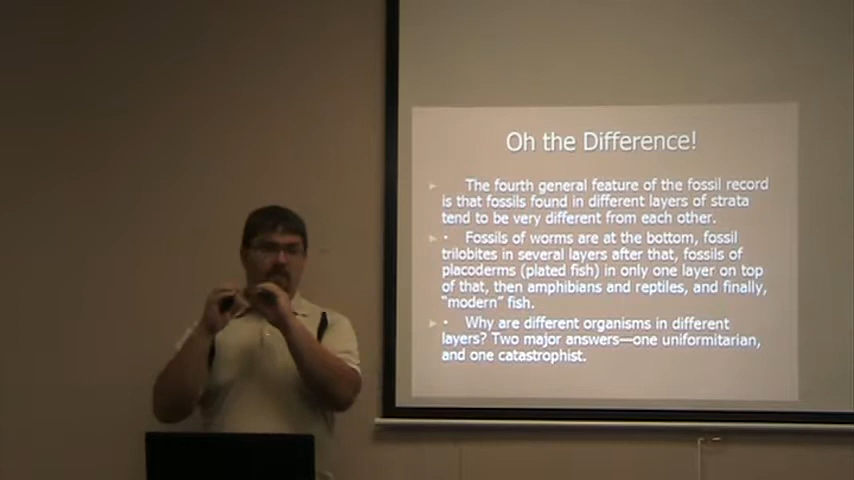 Oh the Difference!
The fourth general feature of the fossil record
is that fossils found in different layers of strata
tend to be very different from each other.
· Fossils of worms are at the bottom, fossil
trilobites in several layers after that, fossils of
placoderms (plated fish) in only one layer on top
of that, then amphibians and reptiles, and finally,
"modern" fish.
· Why are different organisms in different
layers? Two major answers—one uniformitarian,
and one catastrophist.